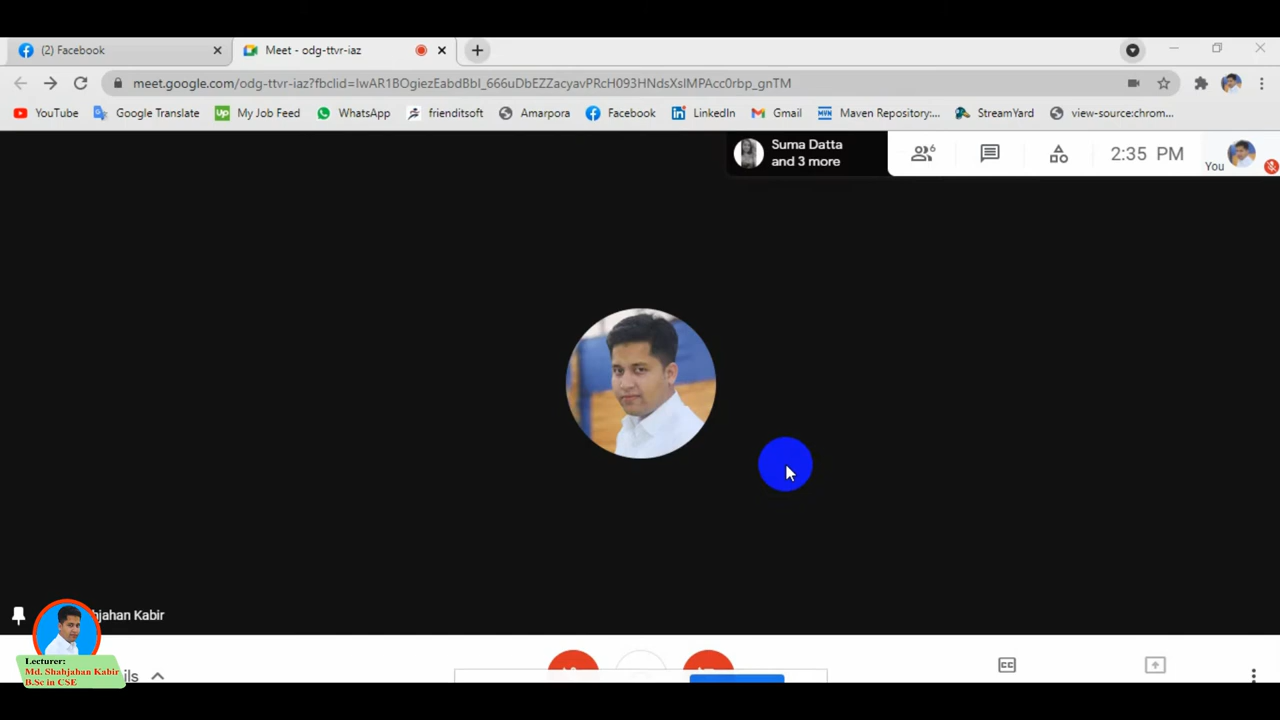 (2) Facebook
Meet - odg-ttvr-iaz
meet.google.com/odg-ttvr-iaz?fbclid=IwAR1BOgiezEabdBbI_666uDbEZZacyavPRcH093HNdsXsIMPAcc0rbp_gnTM
YouTube Google Translate My Job Feed WhatsApp frienditsoft Amarpora Facebook LinkedIn Gmail Maven Repository:... StreamYard view-source:chrom...
Suma Datta
and 3 more
6
2:35 PM
You
hjahan Kabir
Lecturer:
Md. Shahjahan Kabir
B.Sc in CSE
ils
CC